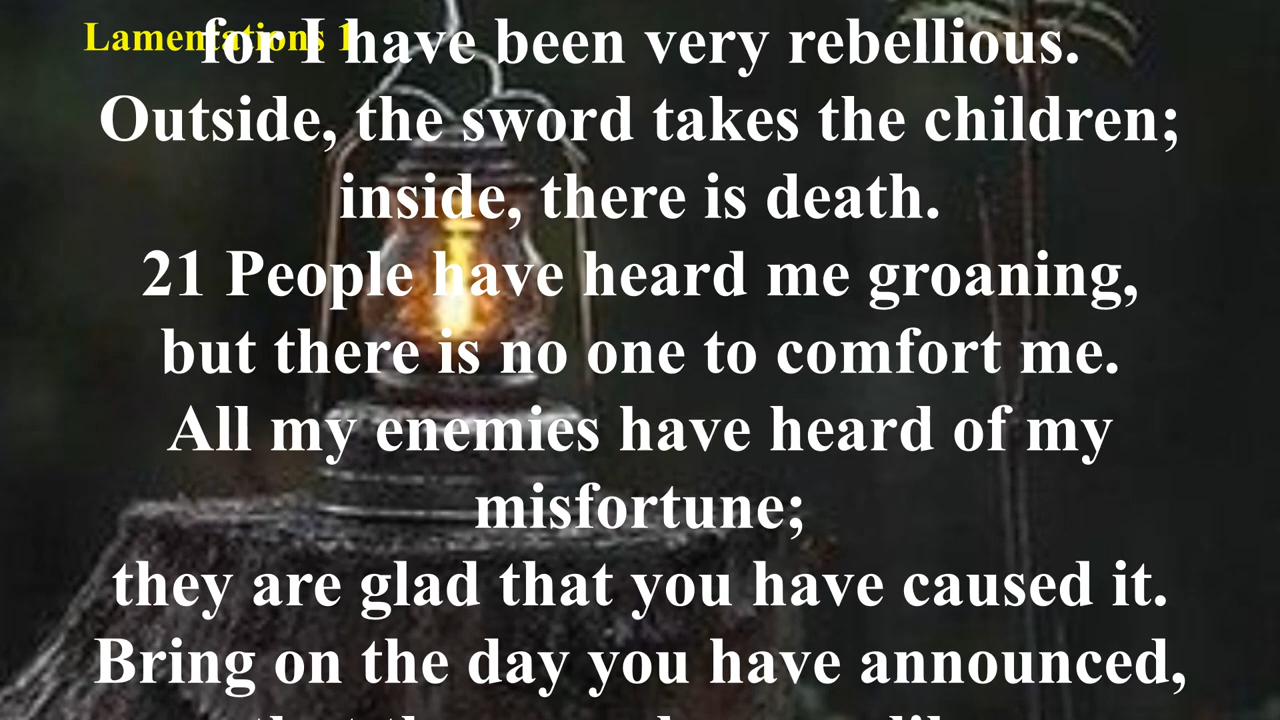 Lamentations 1
for I have been very rebellious.
Outside, the sword takes the children;
inside, there is death.
21 People have heard me groaning,
but there is no one to comfort me.
All my enemies have heard of my
misfortune;
they are glad that you have caused it.
Bring on the day you have announced,